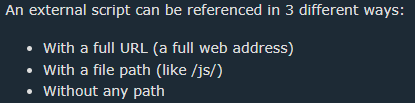 An external script can be referenced in 3 different ways:
• With a full URL (a full web address)
• With a file path (like /js/)
• Without any path